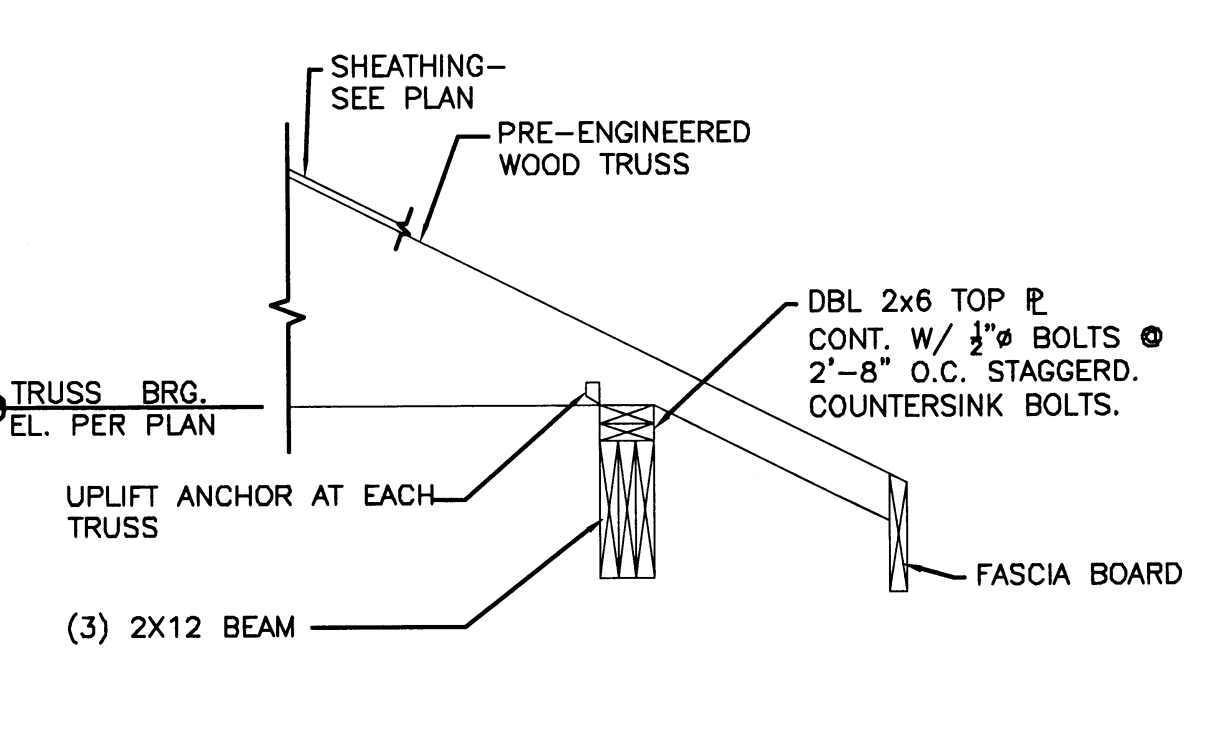 SHEATHING–
SEE PLAN
PRE–ENGINEERED
WOOD TRUSS
DBL 2x6 TOP ℄
CONT. W/ ½"ø BOLTS @
2'–8" O.C. STAGGERD.
COUNTERSINK BOLTS.
TRUSS BRG.
EL. PER PLAN
UPLIFT ANCHOR AT EACH
TRUSS
(3) 2X12 BEAM
FASCIA BOARD